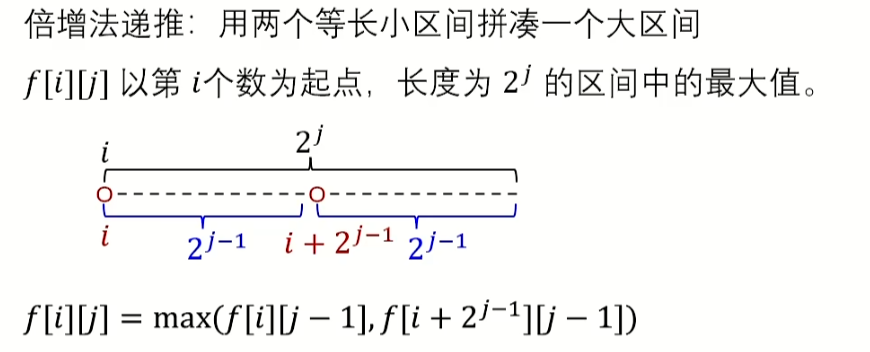 倍增法递推：用两个等长小区间拼凑一个大区间
f[i][j] 以第 i个数为起点，长度为 2^j 的区间中的最大值。
i 2^j
i 2^{j-1} i + 2^{j-1} 2^{j-1}
f[i][j] = max(f[i][j − 1], f[i + 2^{j-1}][j − 1])